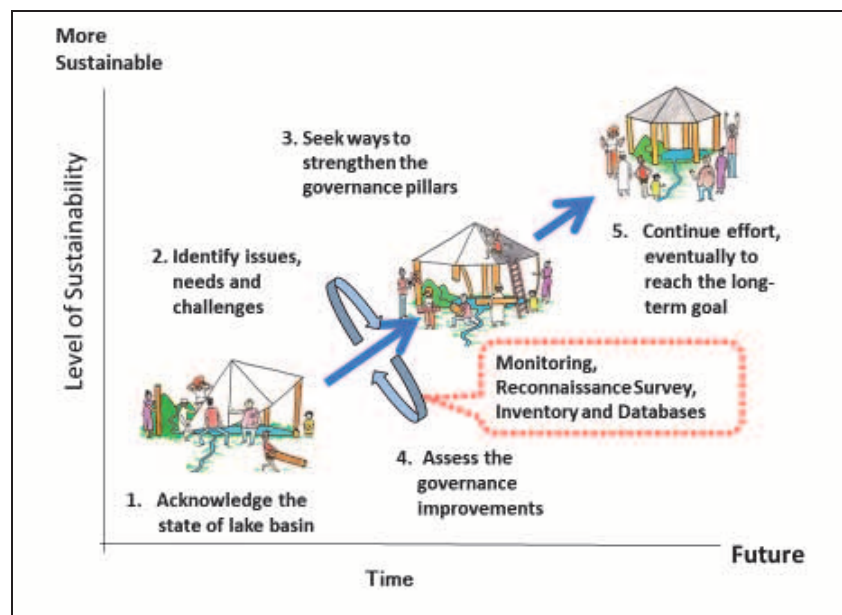 More
Sustainable
Level of Sustainability
3. Seek ways to
strengthen the
governance pillars
2. Identify issues,
needs and
challenges
5. Continue effort,
eventually to
reach the long-
term goal
Monitoring,
Reconnaissance Survey,
Inventory and Databases
4. Assess the
governance
improvements
1. Acknowledge the
state of lake basin
Future
Time